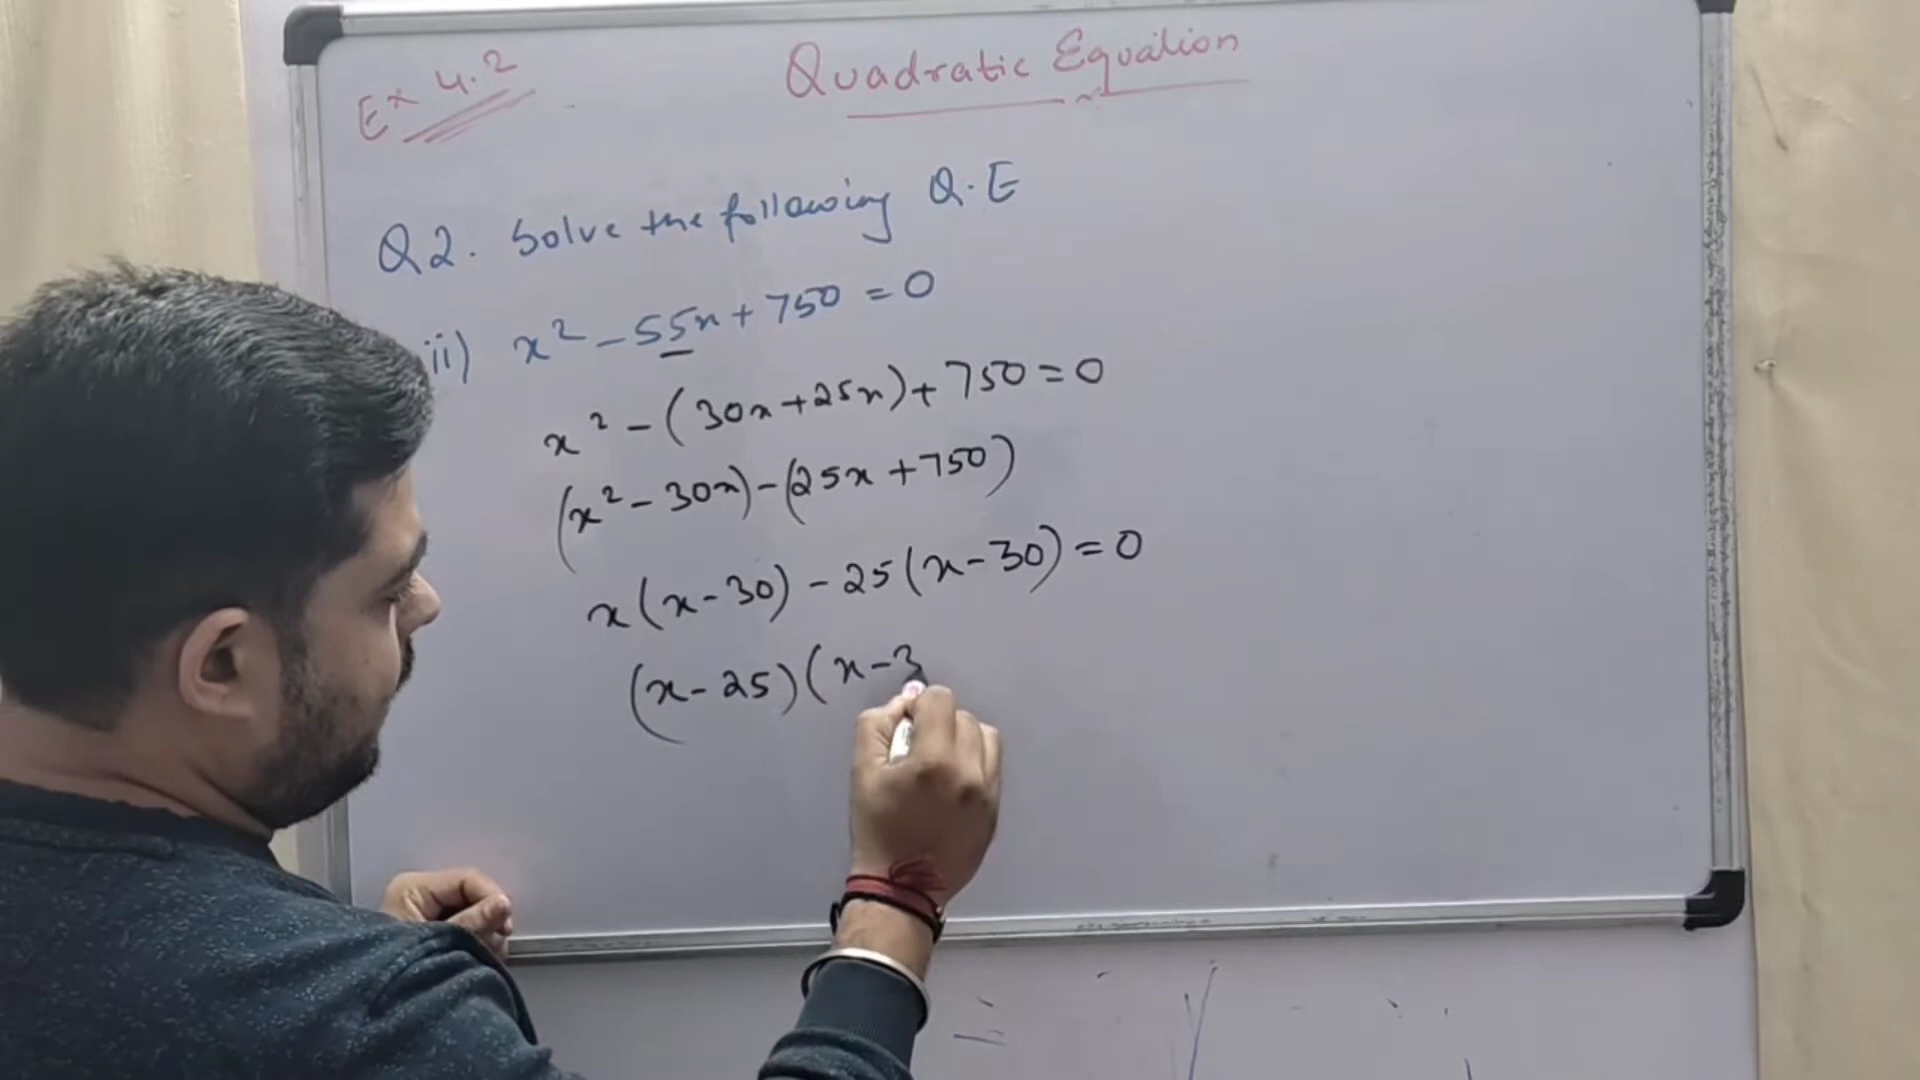 Ex 4.2
Quadratic Equation
Q2. Solve the following Q.E
ii) x² - 55x + 750 = 0
x² - (30x + 25x) + 750 = 0
(x² - 30x) - (25x + 750)
x(x - 30) - 25(x - 30) = 0
(x - 25)(x - 3